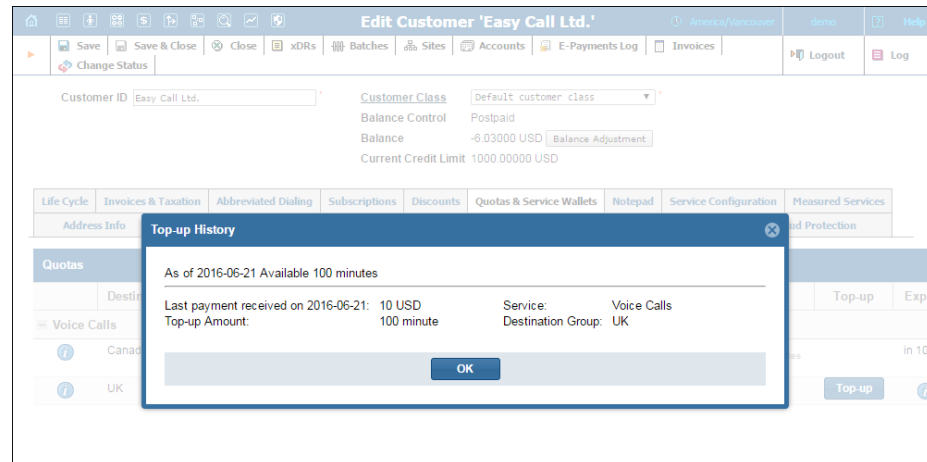 Edit Customer 'Easy Call Ltd.'
America/Vancouver
demo
Help
Save
Save & Close
Close
xDRs
Batches
Sites
Accounts
E-Payments Log
Invoices
Logout
Log
Change Status
Customer ID Easy Call Ltd. *
Customer Class Default customer class *
Balance Control Postpaid
Balance -6.03000 USD Balance Adjustment
Current Credit Limit 1000.00000 USD
Life Cycle Invoices & Taxation Abbreviated Dialing Subscriptions Discounts Quotas & Service Wallets Notepad Service Configuration Measured Services
Address Info
Protection
Top-up History
Quotas
As of 2016-06-21 Available 100 minutes
Top-up
Last payment received on 2016-06-21: 10 USD Service: Voice Calls
Top-up Amount: 100 minute Destination Group: UK
Voice Calls
in 10
OK
UK
Top-up